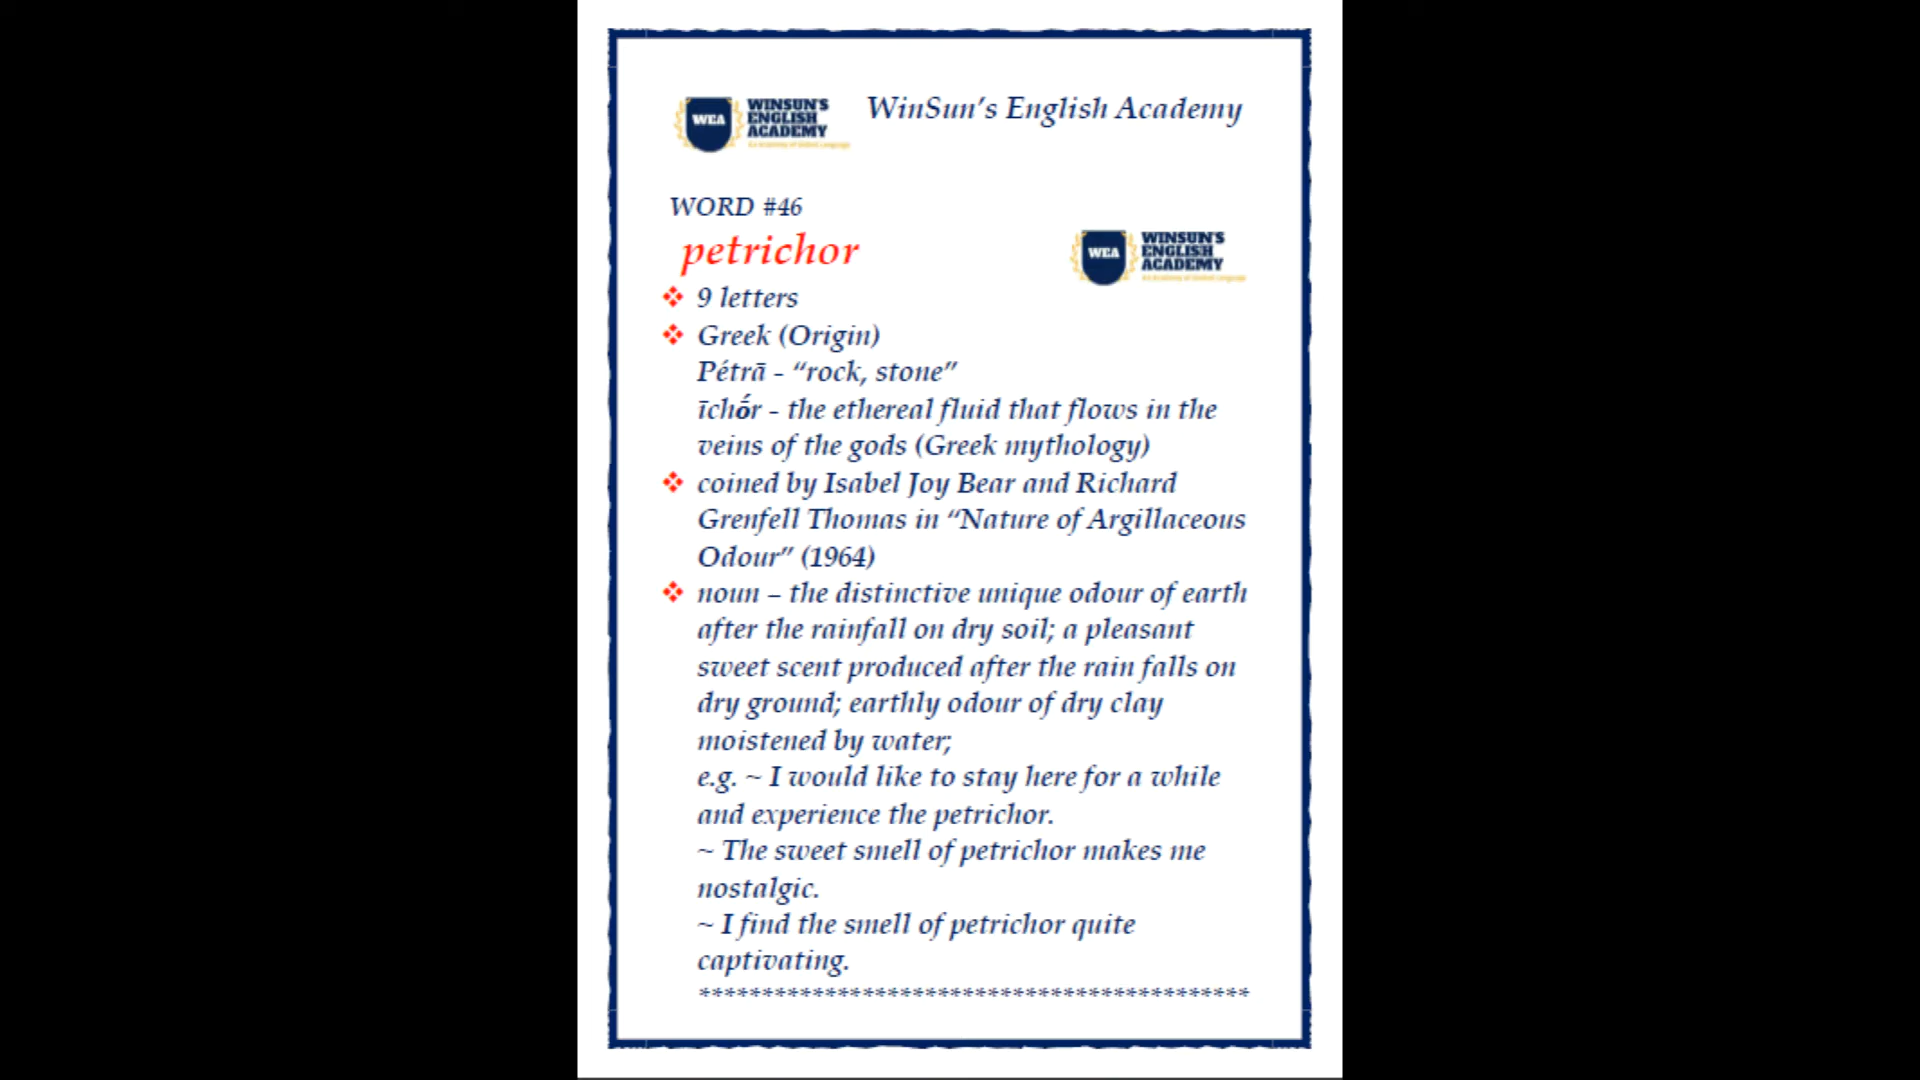 WEA
WINSUN'S
ENGLISH
ACADEMY
WinSun's English Academy
WORD #46
petrichor
WEA
WINSUN'S
ENGLISH
ACADEMY
❖ 9 letters
❖ Greek (Origin)
Pétrā - “rock, stone”
īchṓr - the ethereal fluid that flows in the
veins of the gods (Greek mythology)
❖ coined by Isabel Joy Bear and Richard
Grenfell Thomas in “Nature of Argillaceous
Odour” (1964)
❖ noun – the distinctive unique odour of earth
after the rainfall on dry soil; a pleasant
sweet scent produced after the rain falls on
dry ground; earthly odour of dry clay
moistened by water;
e.g. ~ I would like to stay here for a while
and experience the petrichor.
~ The sweet smell of petrichor makes me
nostalgic.
~ I find the smell of petrichor quite
captivating.
********************************************